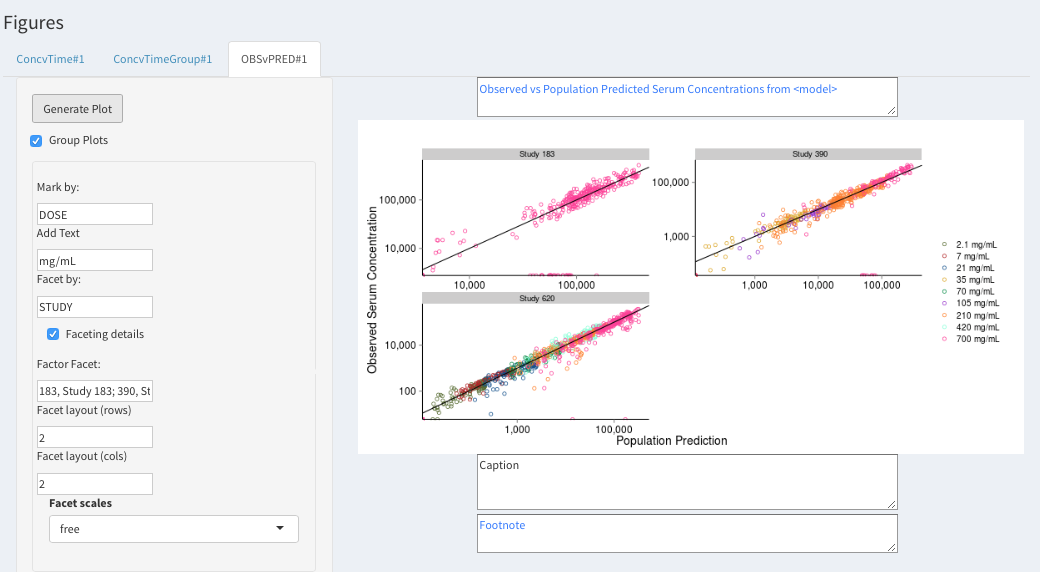 Figures
ConcvTime#1
ConcvTimeGroup#1
OBSvPRED#1
Generate Plot
Group Plots
Mark by:
DOSE
Add Text
mg/mL
Facet by:
STUDY
Faceting details
Factor Facet:
183, Study 183; 390, St
Facet layout (rows)
2
Facet layout (cols)
2
Facet scales
free
Observed vs Population Predicted Serum Concentrations from <model>
Study 183
100,000
10,000
10,000
100,000
Study 390
100,000
1,000
1,000
10,000
100,000
Study 620
10,000
100
1,000
100,000
Observed Serum Concentration
Population Prediction
2.1 mg/mL
7 mg/mL
21 mg/mL
35 mg/mL
70 mg/mL
105 mg/mL
210 mg/mL
420 mg/mL
700 mg/mL
Caption
Footnote